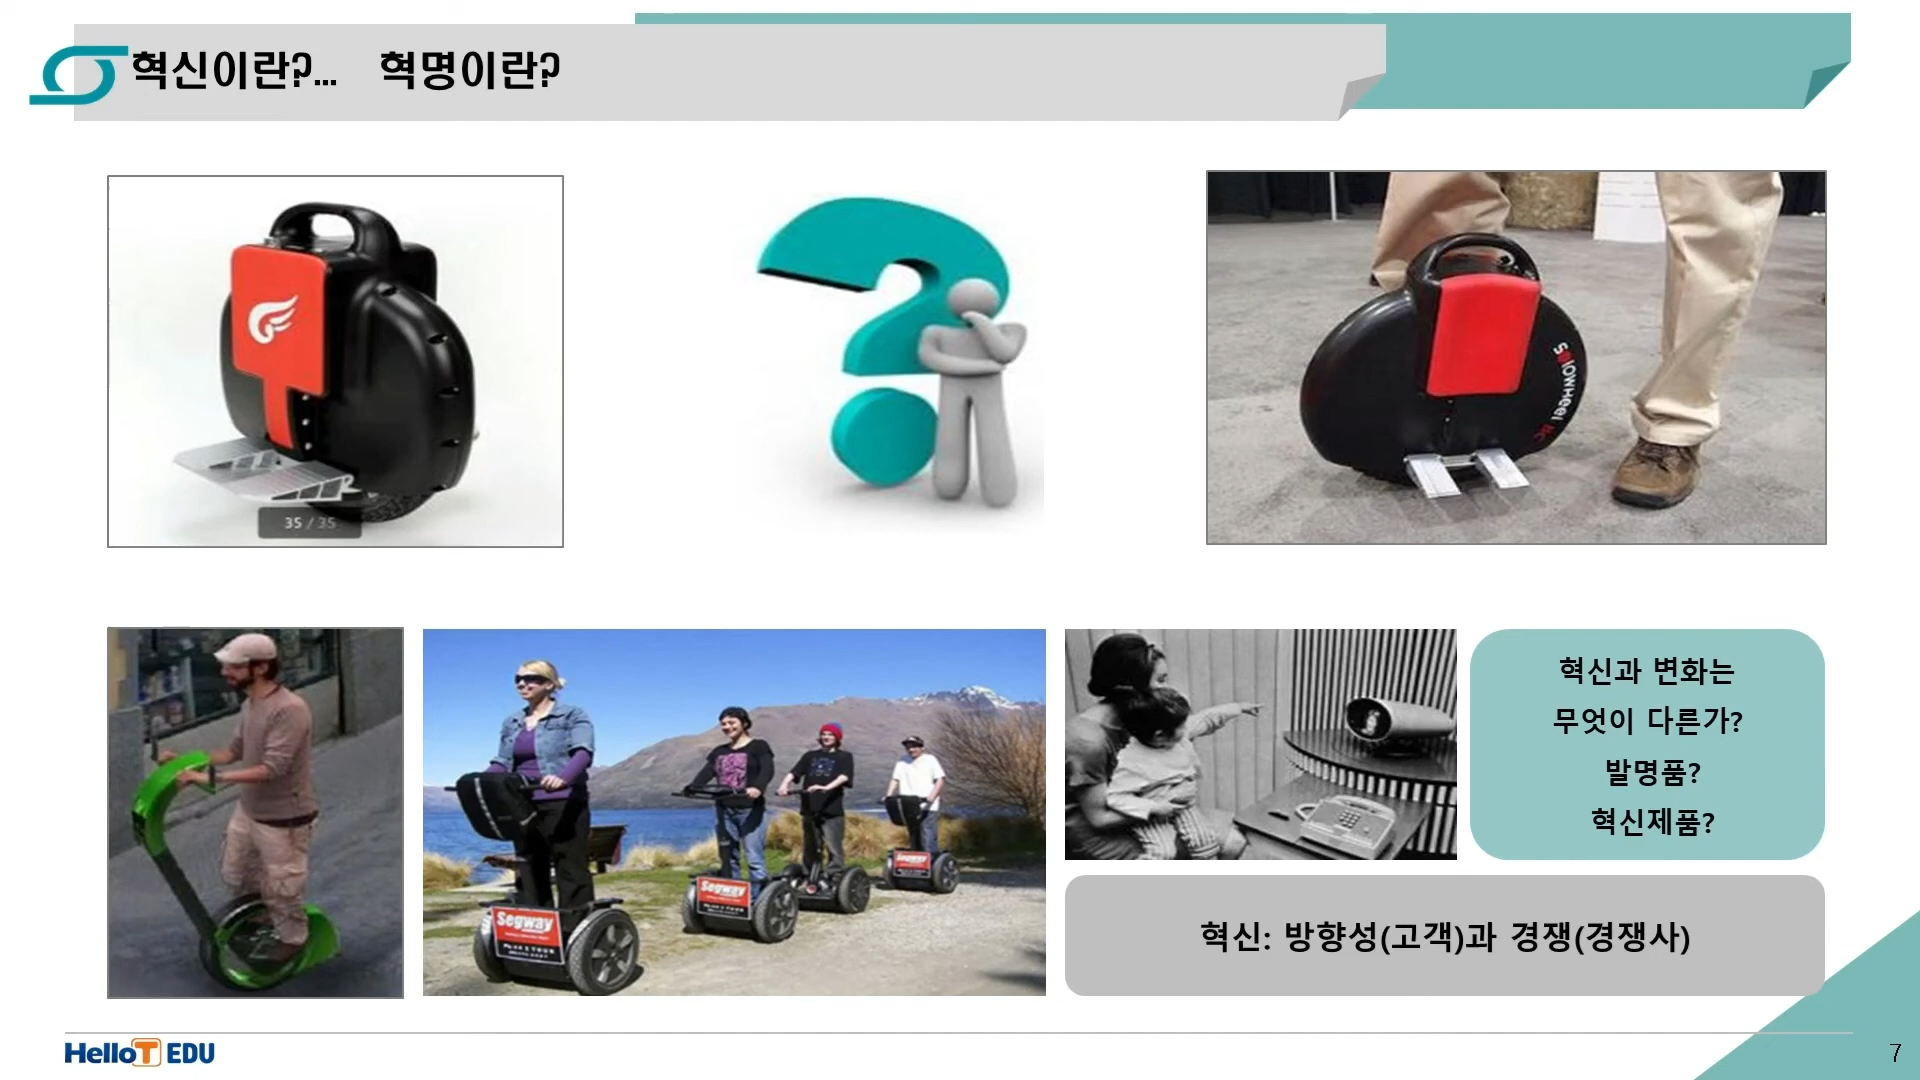 혁신이란?... 혁명이란?
35 / 35
Solowheel
Segway
Segway
Segway
혁신과 변화는
무엇이 다른가?
발명품?
혁신제품?
혁신: 방향성(고객)과 경쟁(경쟁사)
HelloT EDU
7